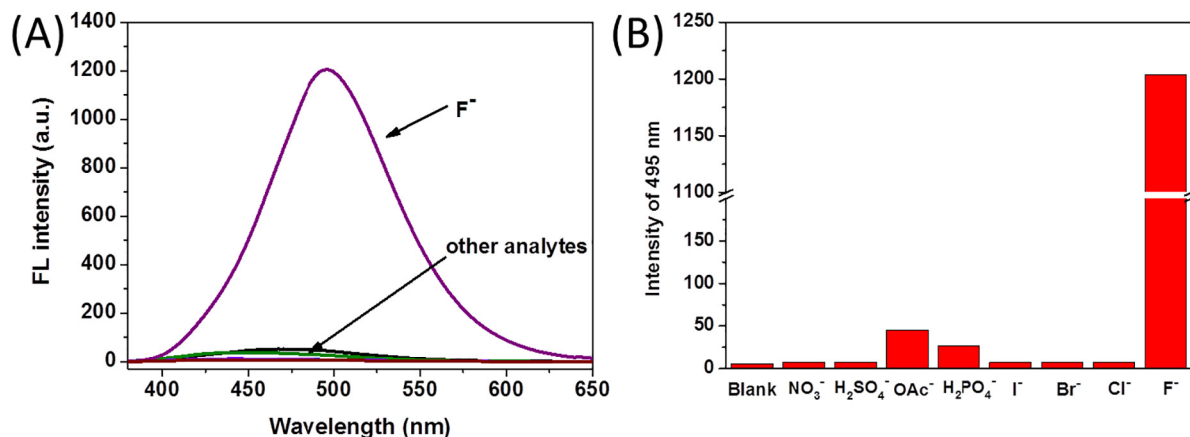 (A)
1400
1200
1000
800
600
400
200
0
FL intensity (a.u.)
F⁻
other analytes
400 450 500 550 600 650
Wavelength (nm)
(B)
1250
1200
1150
1100
200
150
100
50
0
Intensity of 495 nm
Blank NO₃⁻ H₂SO₄⁻ OAc⁻ H₂PO₄⁻ I⁻ Br⁻ Cl⁻ F⁻